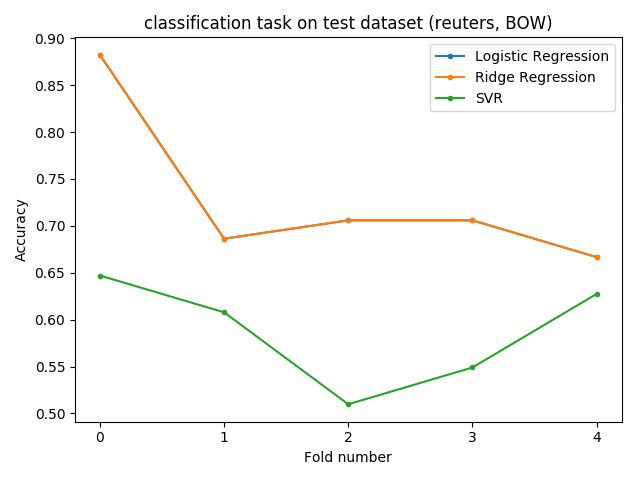 classification task on test dataset (reuters, BOW)
Logistic Regression
Ridge Regression
SVR
Accuracy
0.90
0.85
0.80
0.75
0.70
0.65
0.60
0.55
0.50
0 1 2 3 4
Fold number